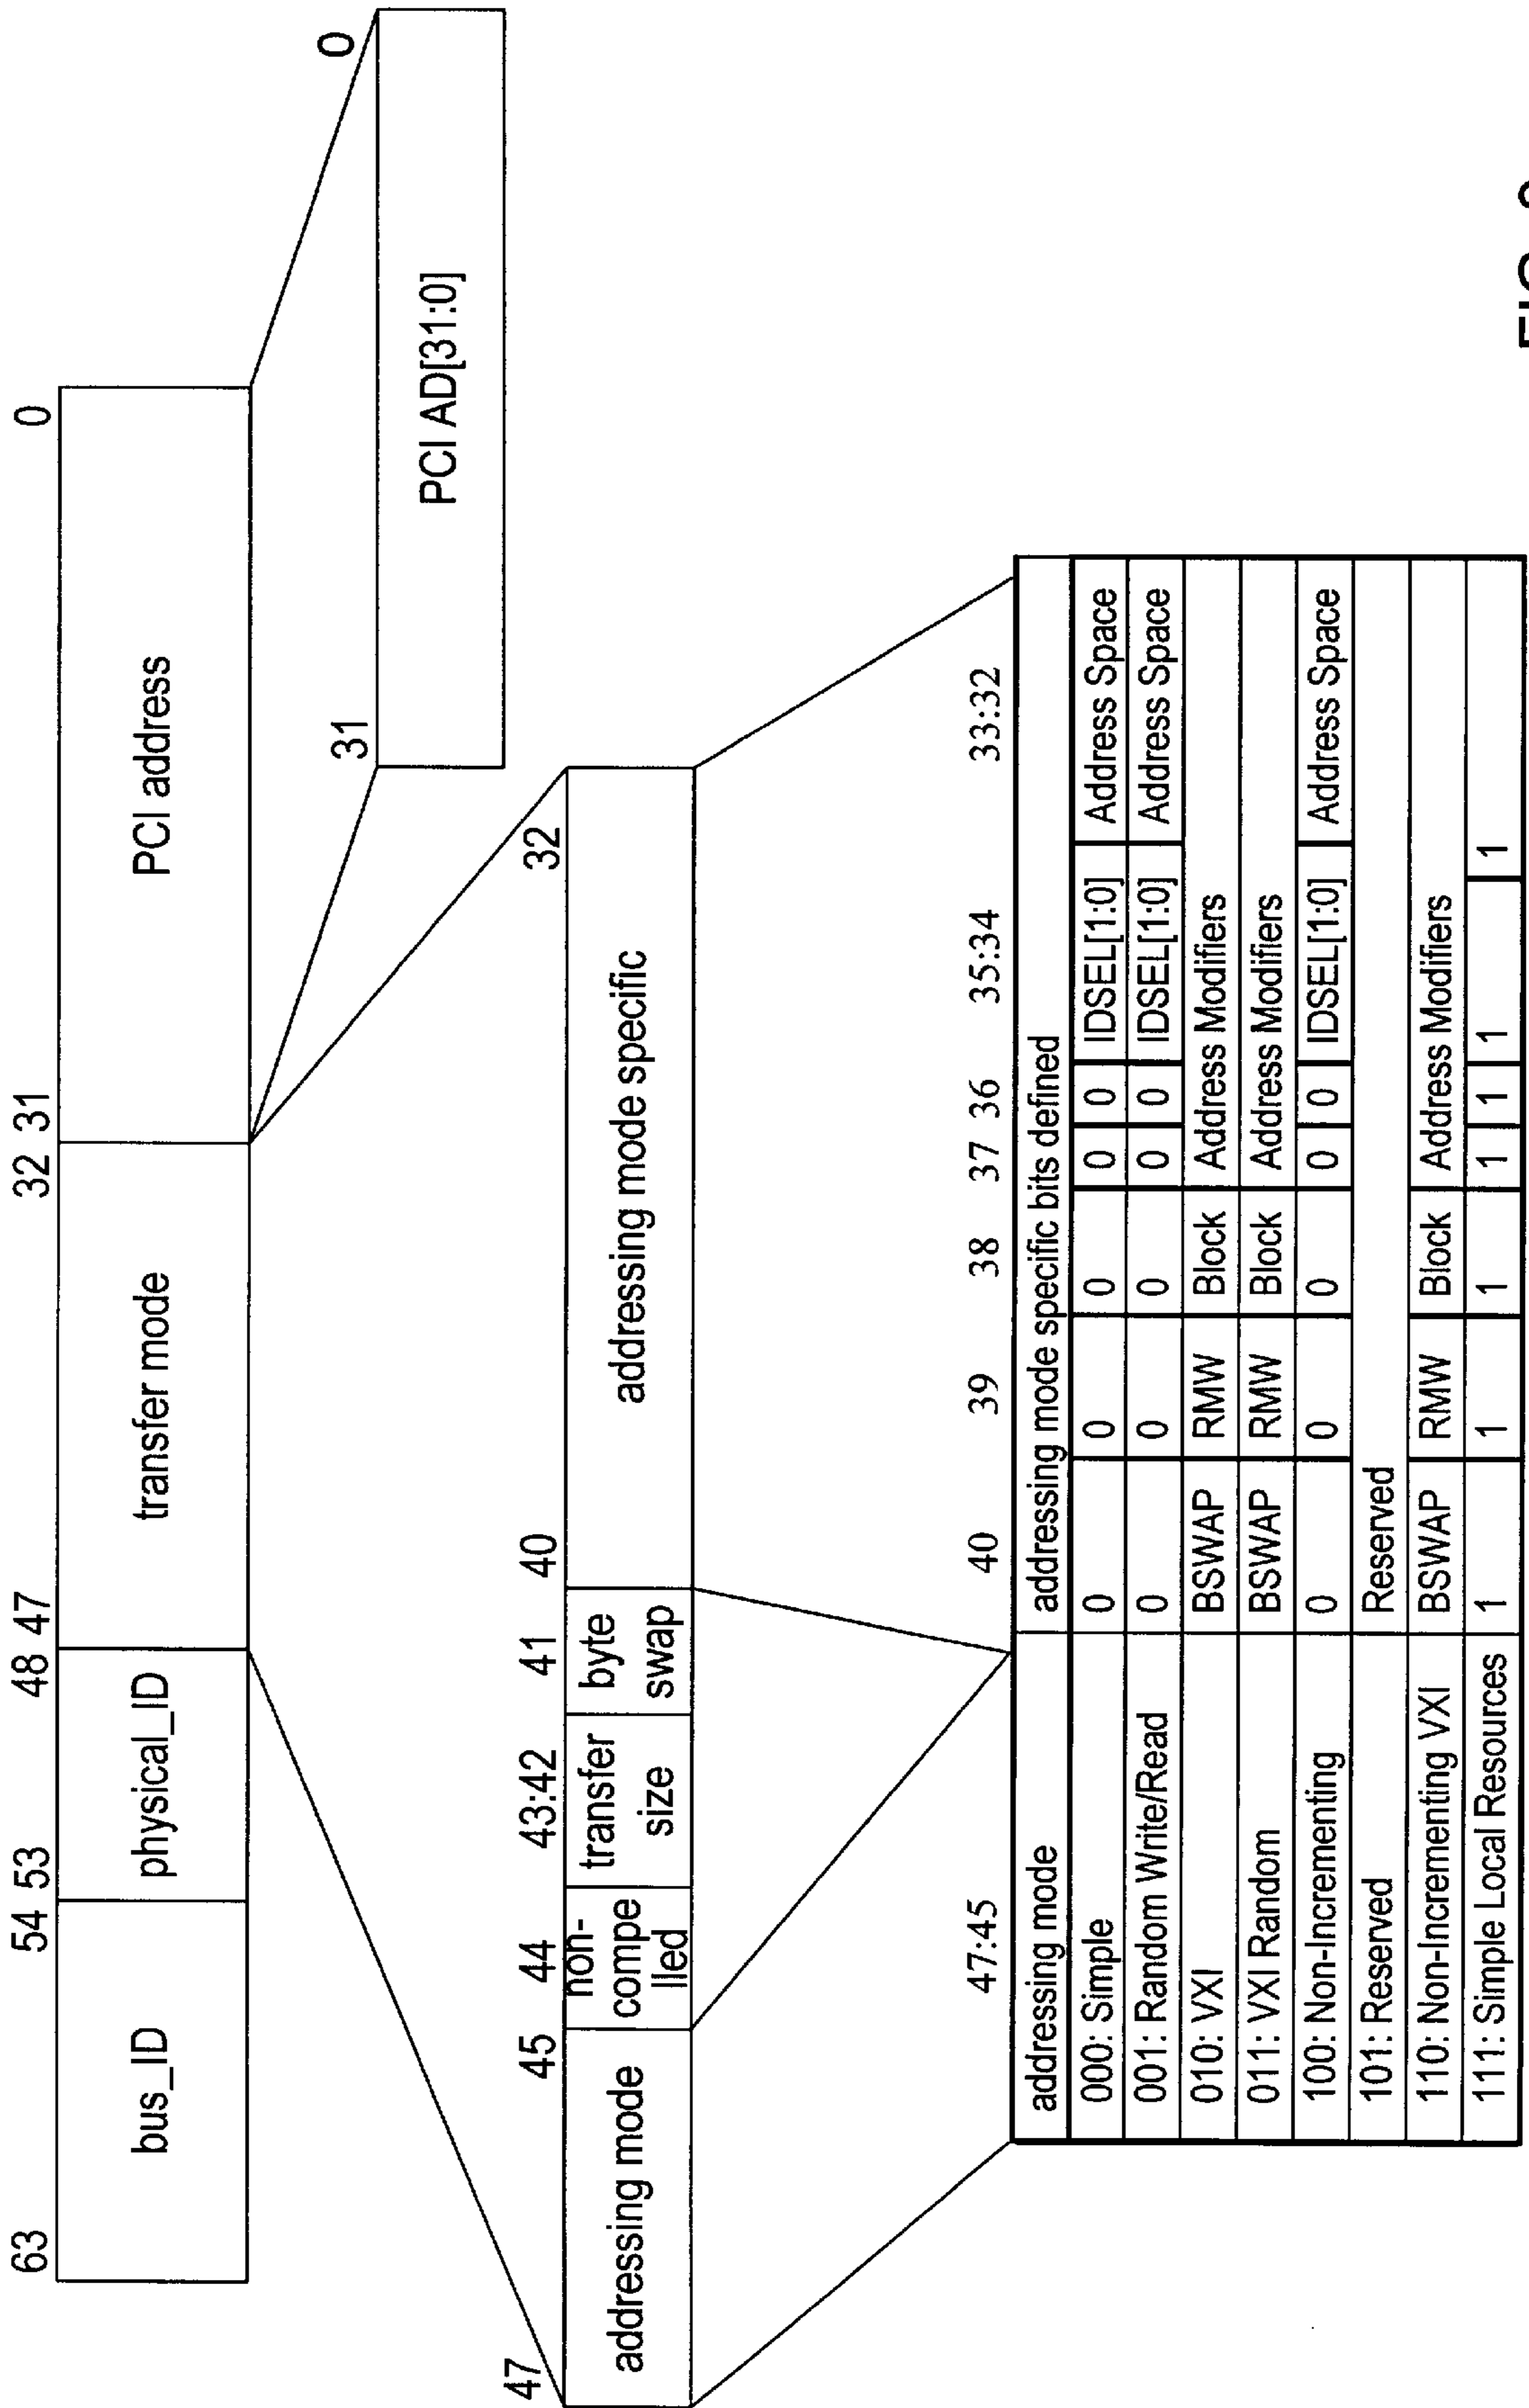 63 54 53 48 47 32 31 0
bus_ID physical_ID transfer mode PCI address
31 0
PCI AD[31:0]
47 45 44 43:42 41 40 32
addressing mode non-compelled transfer size byte swap addressing mode specific
47:45 40 39 38 37 36 35:34 33:32
addressing mode addressing mode specific bits defined
000: Simple 0 0 0 0 0 IDSEL[1:0] Address Space
001: Random Write/Read 0 0 0 0 0 IDSEL[1:0] Address Space
010: VXI BSWAP RMW Block Address Modifiers
011: VXI Random BSWAP RMW Block Address Modifiers
100: Non-Incrementing 0 0 0 0 0 IDSEL[1:0] Address Space
101: Reserved Reserved
110: Non-Incrementing VXI BSWAP RMW Block Address Modifiers
111: Simple Local Resources 1 1 1 1 1 1 1
FIG.